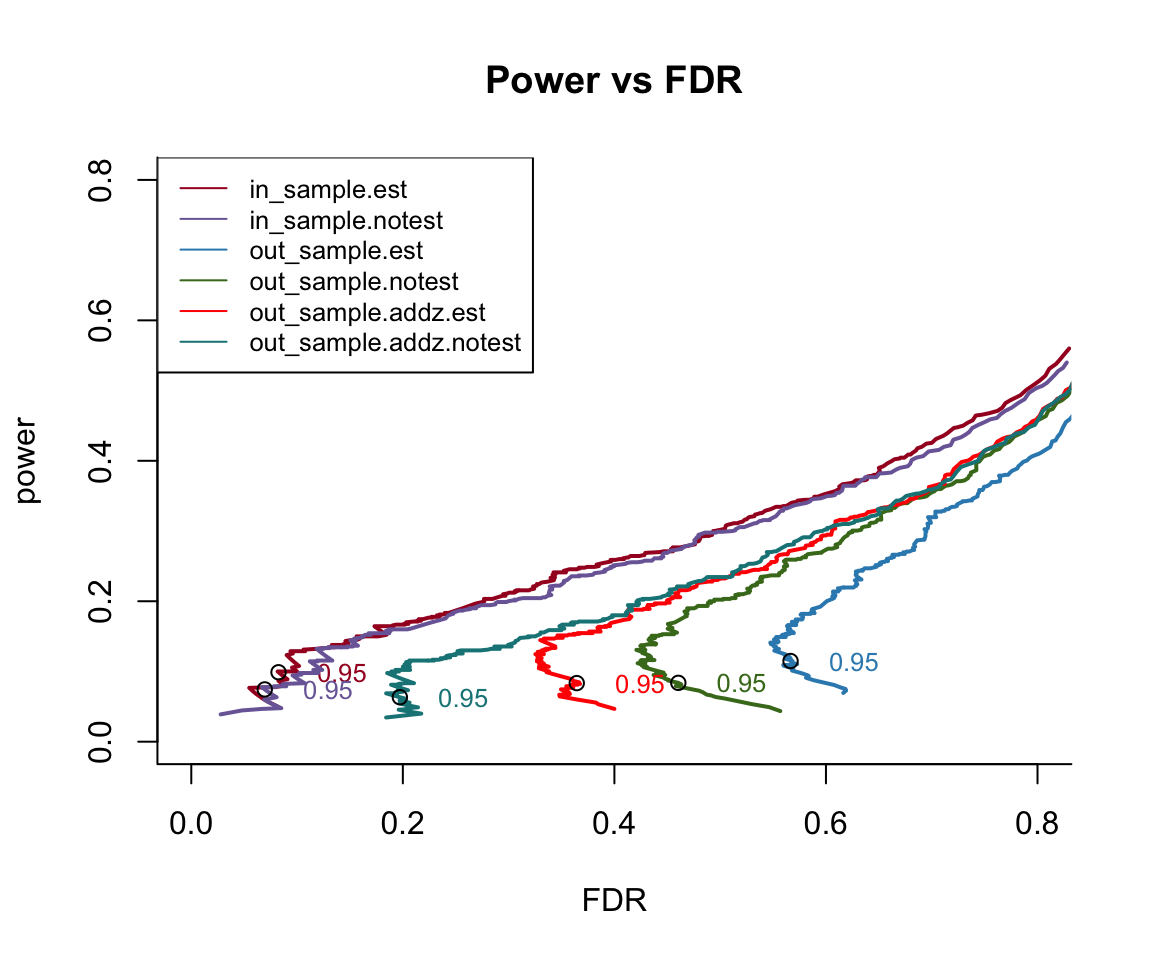 Power vs FDR
power
0.8
0.6
0.4
0.2
0.0
in_sample.est
in_sample.notest
out_sample.est
out_sample.notest
out_sample.addz.est
out_sample.addz.notest
0.95
0.95
0.95
0.95
0.95
0.95
0.0 0.2 0.4 0.6 0.8
FDR